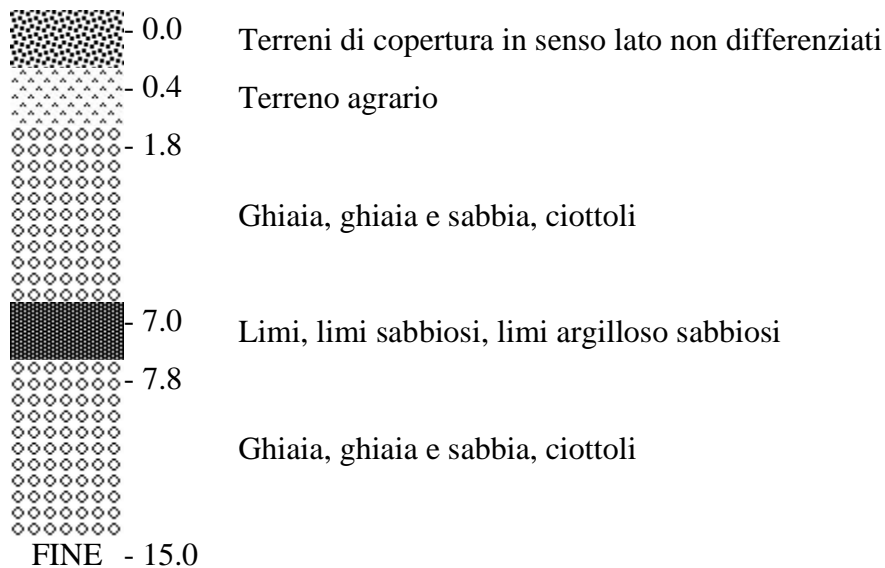 - 0.0
Terreni di copertura in senso lato non differenziati
- 0.4
Terreno agrario
- 1.8
Ghiaia, ghiaia e sabbia, ciottoli
- 7.0
Limi, limi sabbiosi, limi argilloso sabbiosi
- 7.8
Ghiaia, ghiaia e sabbia, ciottoli
FINE - 15.0